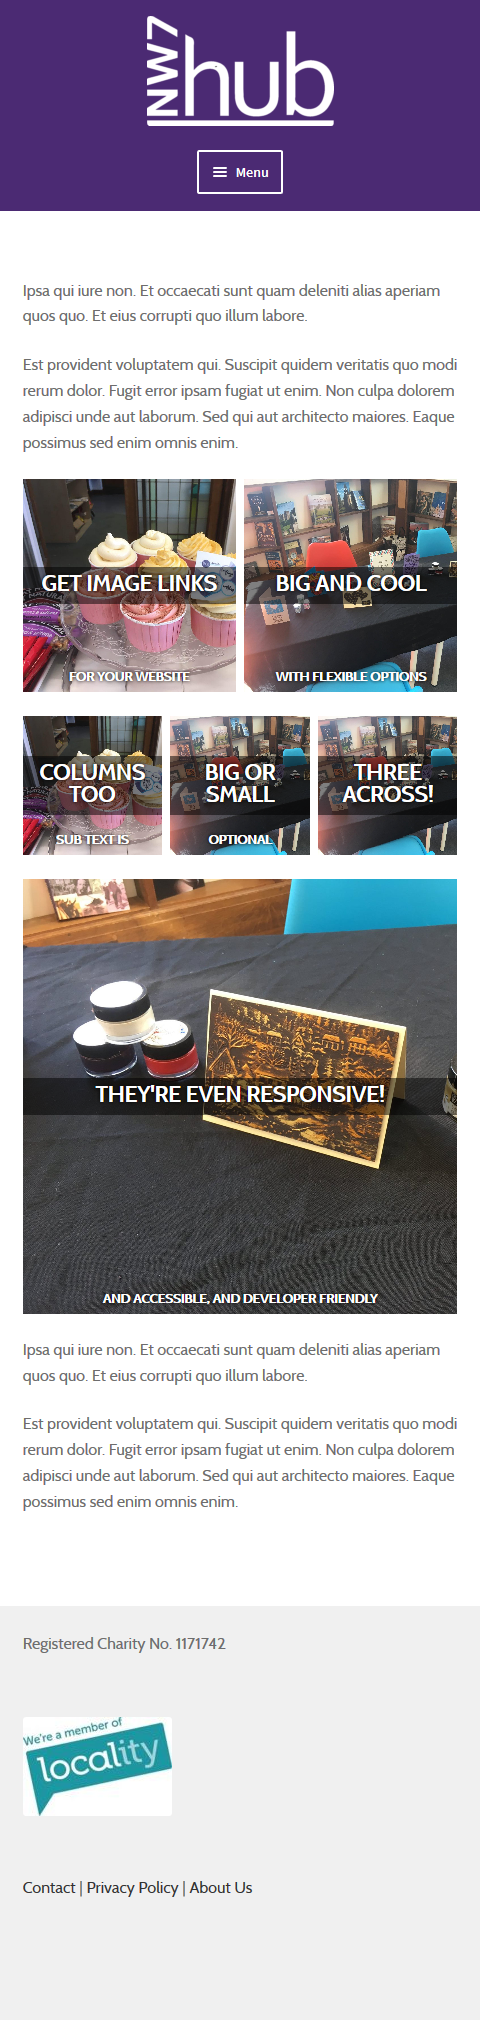 NW7 hub
Menu
Ipsa qui iure non. Et occaecati sunt quam deleniti alias aperiam
quos quo. Et eius corrupti quo illum labore.
Est provident voluptatem qui. Suscipit quidem veritatis quo modi
rerum dolor. Fugit error ipsam fugiat ut enim. Non culpa dolorem
adipisci unde aut laborum. Sed qui aut architecto maiores. Eaque
possimus sed enim omnis enim.
GET IMAGE LINKS
FOR YOUR WEBSITE
BIG AND COOL
WITH FLEXIBLE OPTIONS
COLUMNS
TOO
SUB TEXT IS
BIG OR
SMALL
OPTIONAL
THREE
ACROSS!
THEY'RE EVEN RESPONSIVE!
AND ACCESSIBLE, AND DEVELOPER FRIENDLY
Ipsa qui iure non. Et occaecati sunt quam deleniti alias aperiam
quos quo. Et eius corrupti quo illum labore.
Est provident voluptatem qui. Suscipit quidem veritatis quo modi
rerum dolor. Fugit error ipsam fugiat ut enim. Non culpa dolorem
adipisci unde aut laborum. Sed qui aut architecto maiores. Eaque
possimus sed enim omnis enim.
Registered Charity No. 1171742
We're a member of
locality
Contact | Privacy Policy | About Us